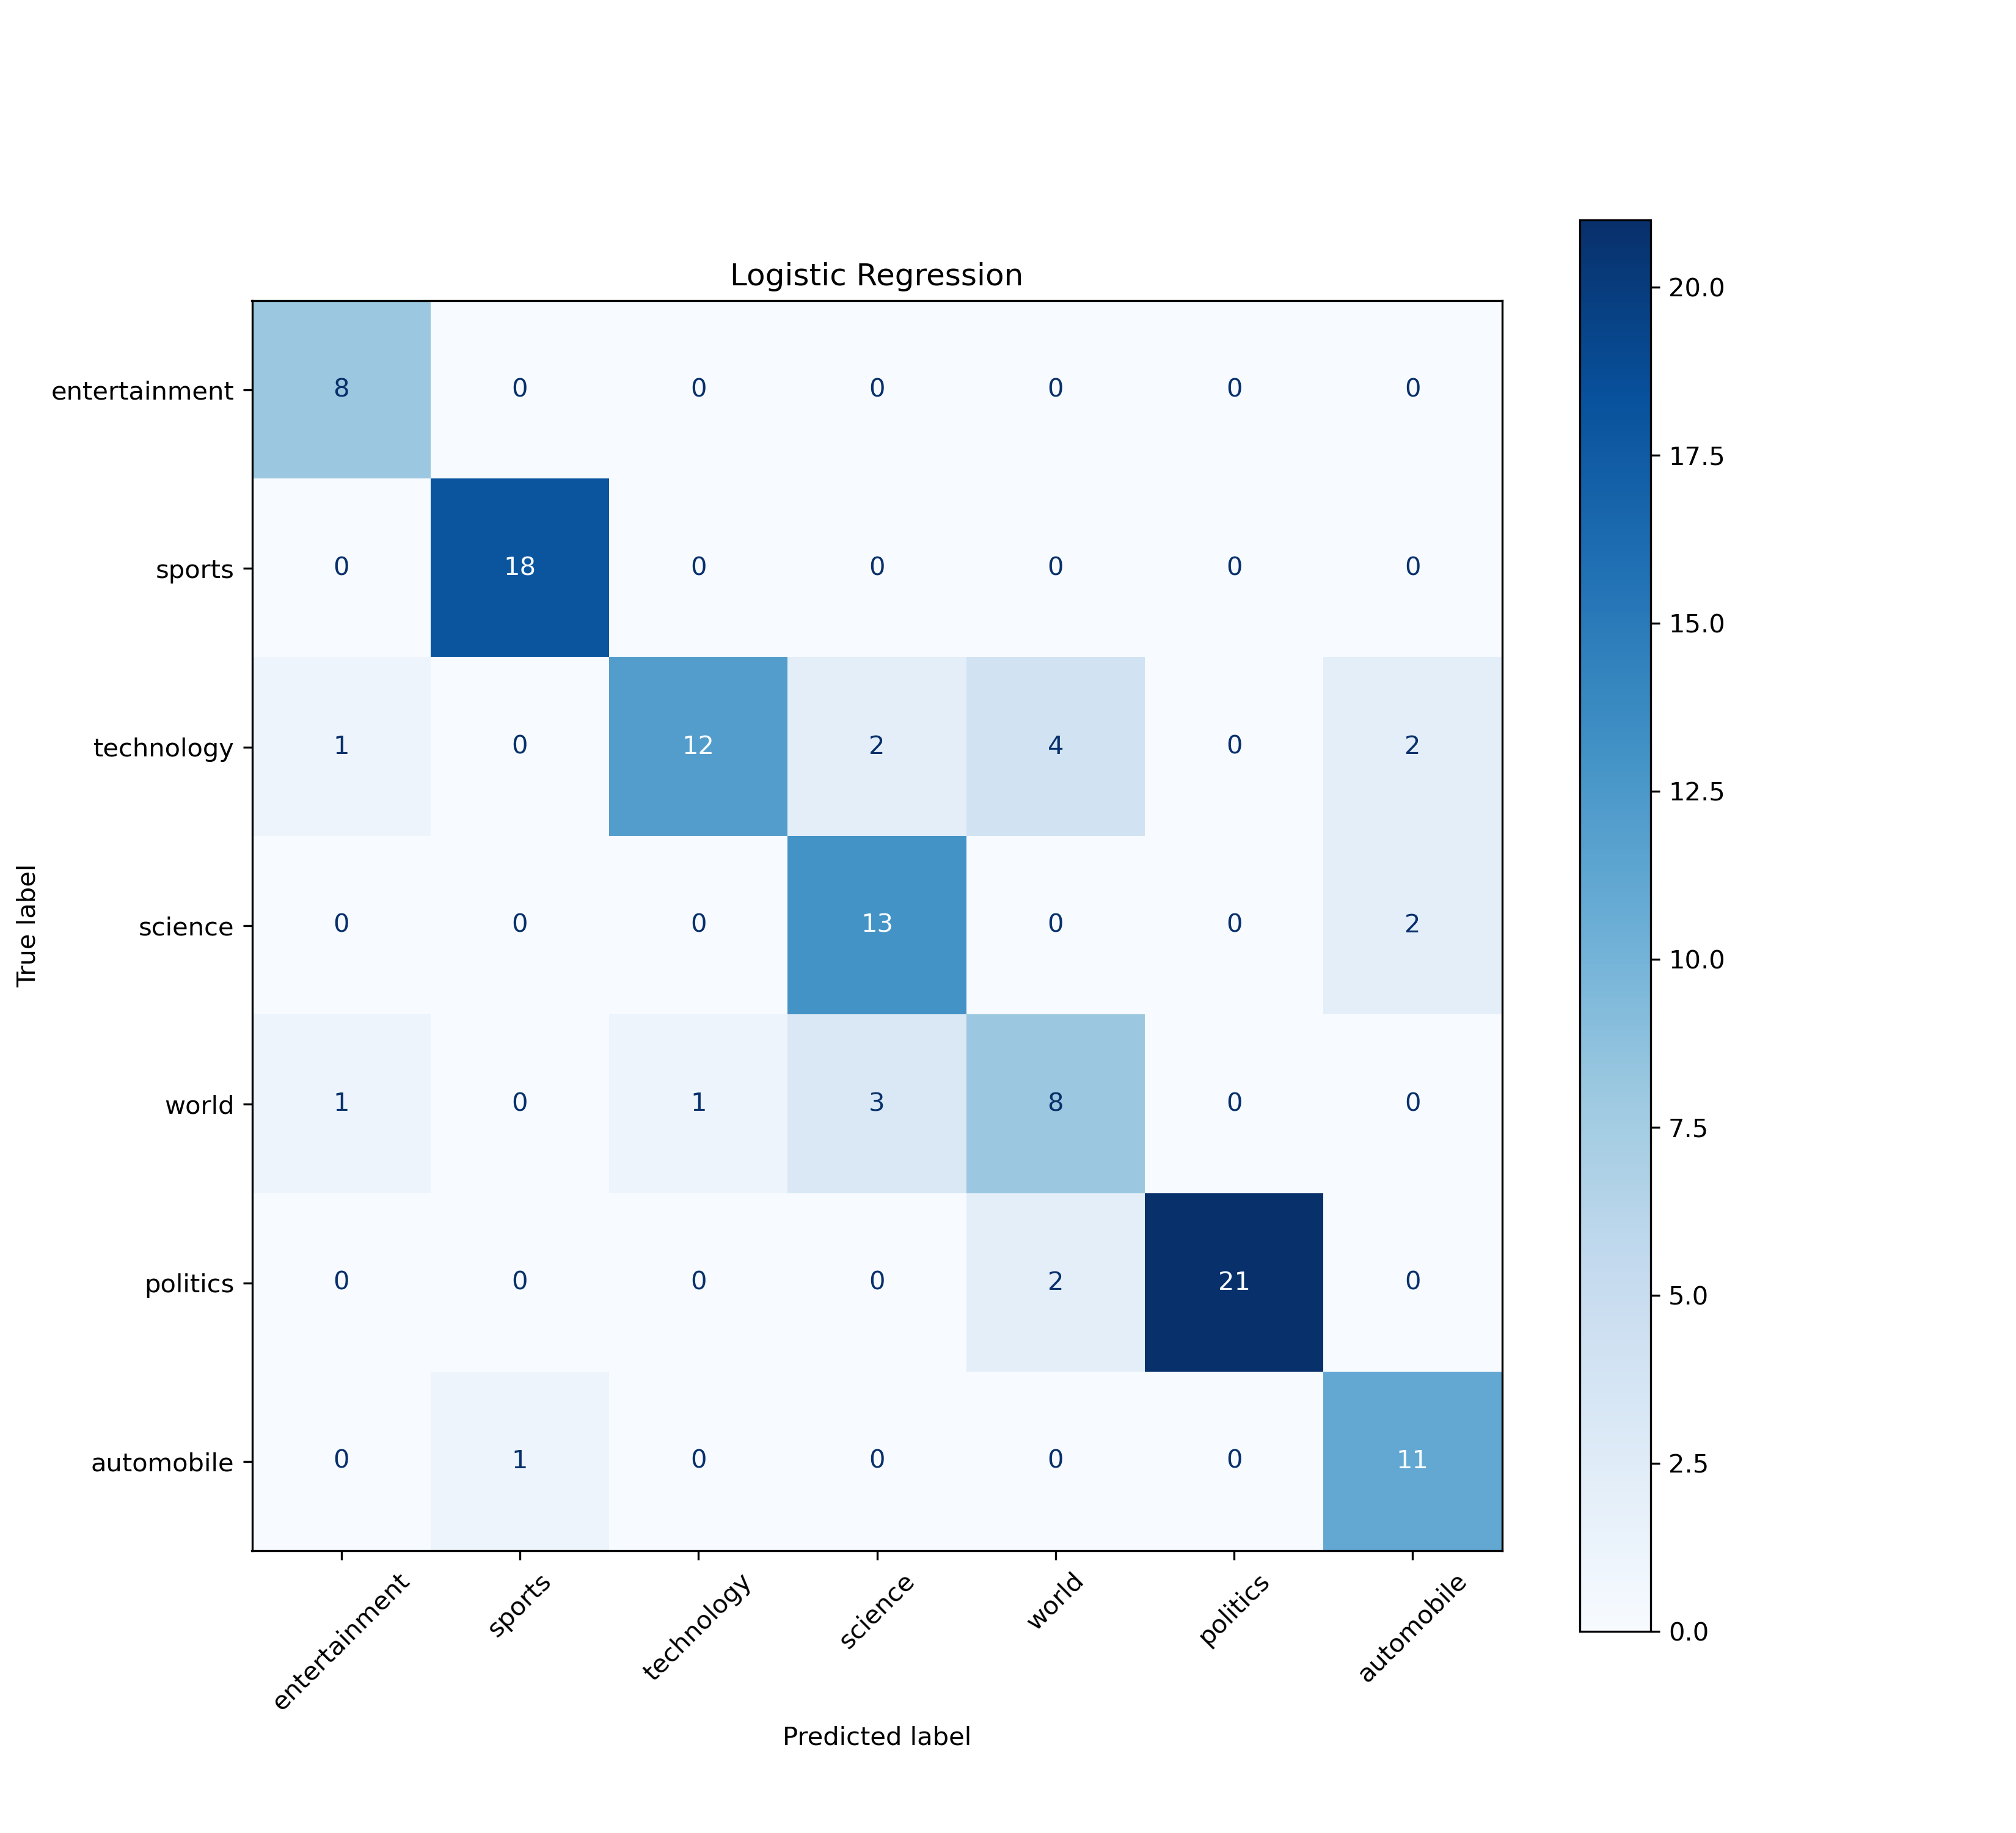 Logistic Regression
entertainment 8 0 0 0 0 0 0
sports 0 18 0 0 0 0 0
technology 1 0 12 2 4 0 2
science 0 0 0 13 0 0 2
world 1 0 1 3 8 0 0
politics 0 0 0 0 2 21 0
automobile 0 1 0 0 0 0 11
True label
entertainment sports technology science world politics automobile
Predicted label
20.0
17.5
15.0
12.5
10.0
7.5
5.0
2.5
0.0